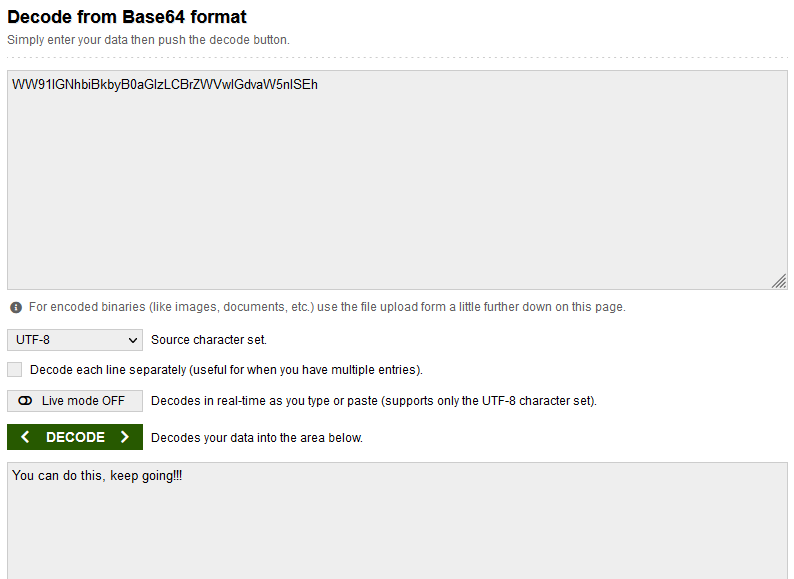 Decode from Base64 format
Simply enter your data then push the decode button.
WW91IGNhbiBkbyB0aGlzLCBrZWVwIGdvaW5nISEh
For encoded binaries (like images, documents, etc.) use the file upload form a little further down on this page.
UTF-8 Source character set.
Decode each line separately (useful for when you have multiple entries).
Live mode OFF Decodes in real-time as you type or paste (supports only the UTF-8 character set).
DECODE Decodes your data into the area below.
You can do this, keep going!!!